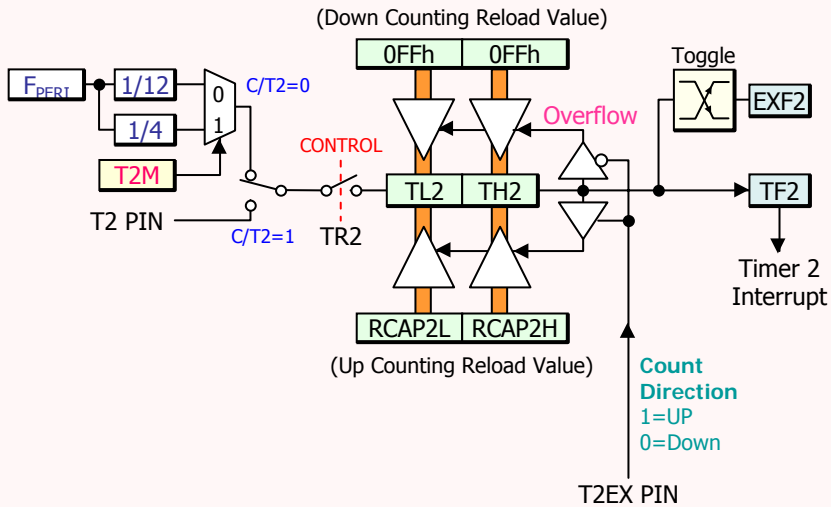 (Down Counting Reload Value)
0FFh 0FFh
Toggle
F_PERI 1/12 0 C/T2=0
EXF2
1/4 1
Overflow
CONTROL
T2M
TL2 TH2 TF2
T2 PIN
C/T2=1
TR2
Timer 2
Interrupt
RCAP2L RCAP2H
(Up Counting Reload Value)
Count
Direction
1=UP
0=Down
T2EX PIN